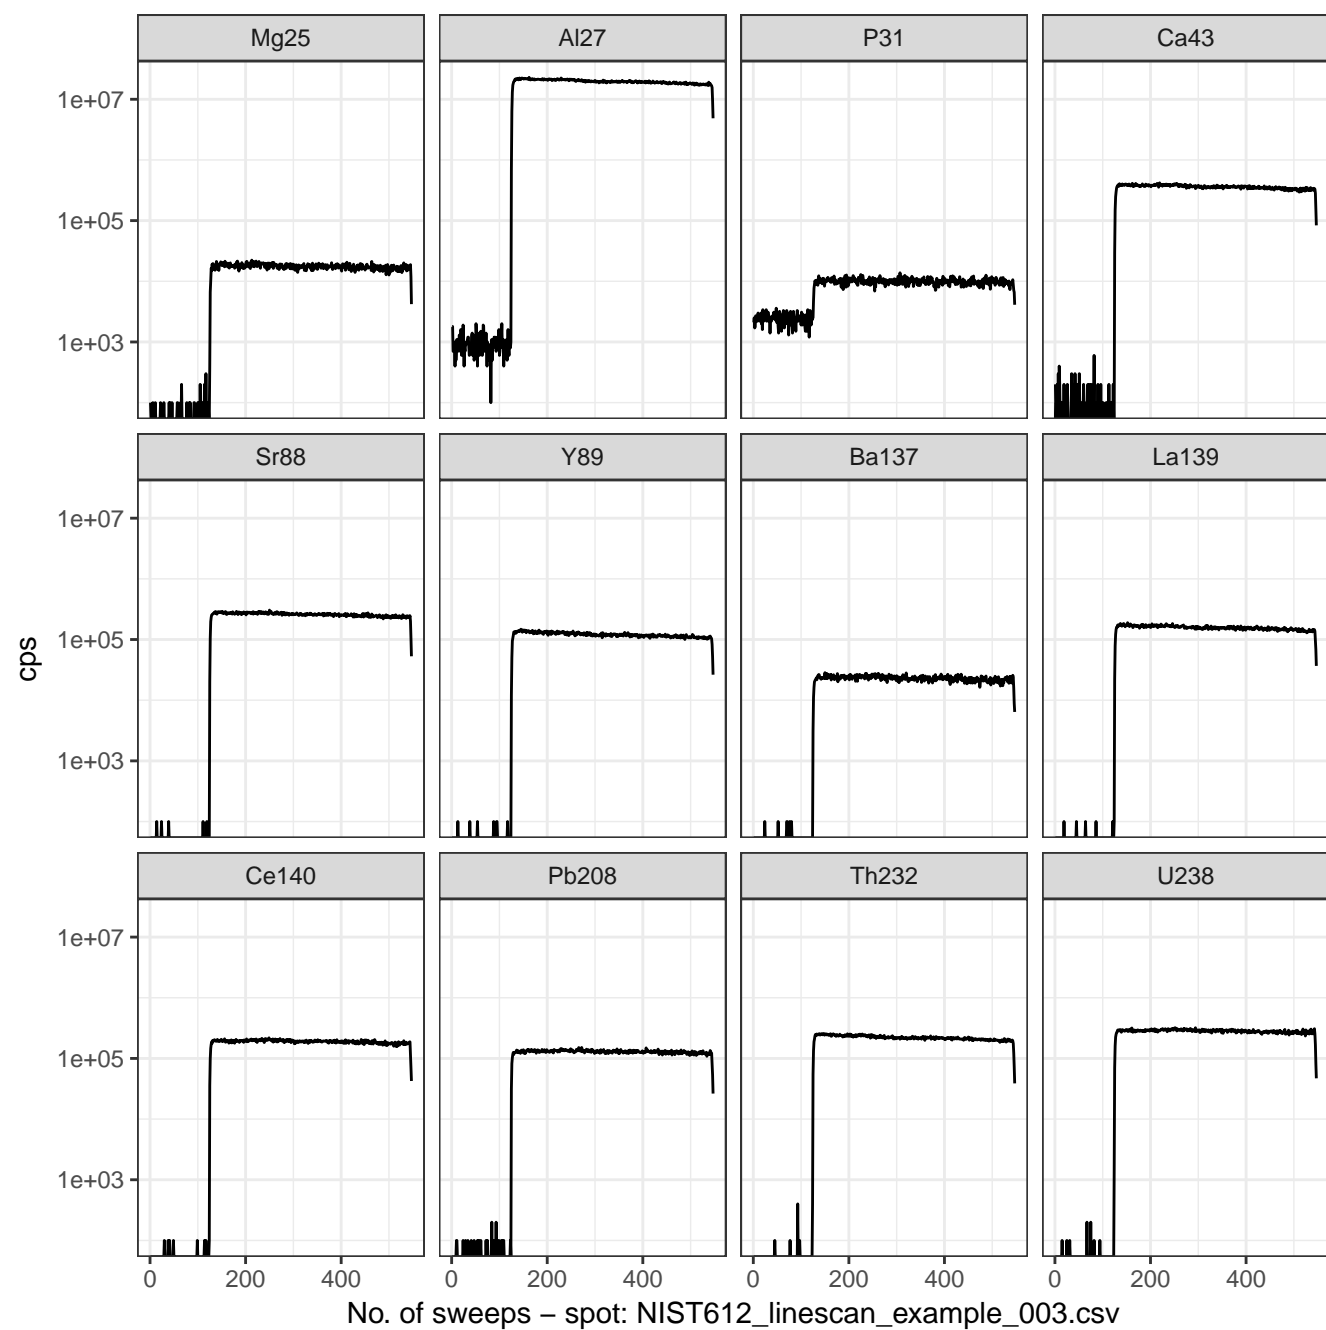 Mg25 Al27 P31 Ca43
1e+07
1e+05
1e+03
Sr88 Y89 Ba137 La139
1e+07
1e+05
1e+03
cps
Ce140 Pb208 Th232 U238
1e+07
1e+05
1e+03
0 200 400 0 200 400 0 200 400 0 200 400
No. of sweeps − spot: NIST612_linescan_example_003.csv